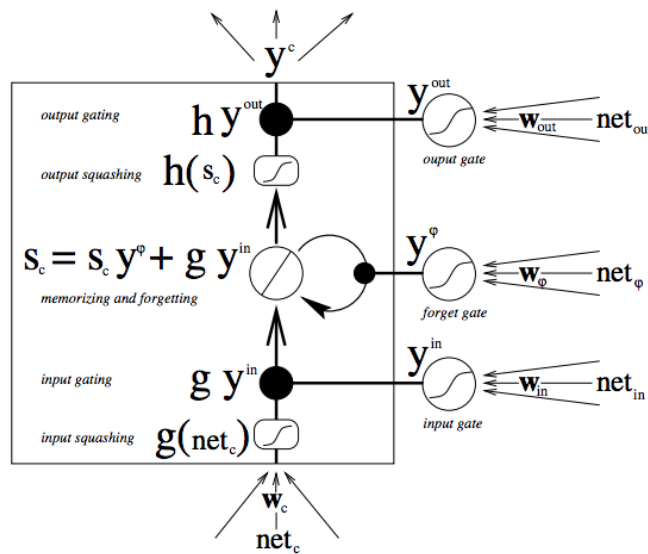 y^c
output gating
h y^out
y^out
w_out
net_ou
ouput gate
output squashing
h(s_c)
s_c = s_c y^φ + g y^in
memorizing and forgetting
y^φ
w_φ
net_φ
forget gate
input gating
g y^in
y^in
w_in
net_in
input gate
input squashing
g(net_c)
w_c
net_c